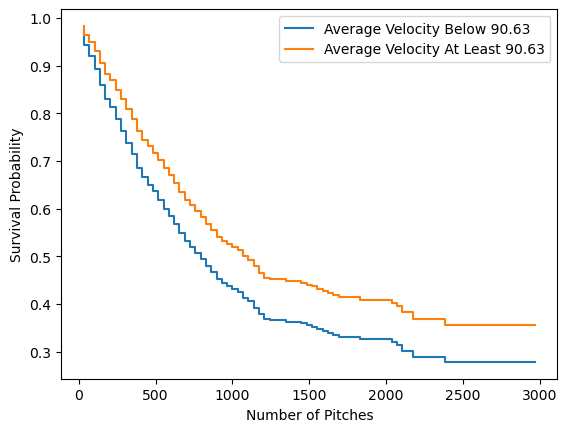 Average Velocity Below 90.63
Average Velocity At Least 90.63
1.0
0.9
0.8
0.7
0.6
0.5
0.4
0.3
Survival Probability
0 500 1000 1500 2000 2500 3000
Number of Pitches